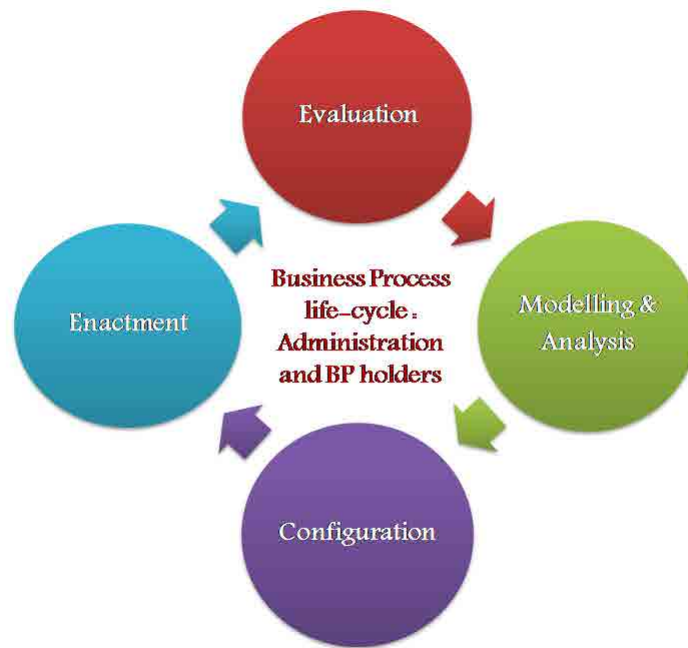 Evaluation
Enactment
Business Process
life-cycle :
Administration
and BP holders
Modelling &
Analysis
Configuration